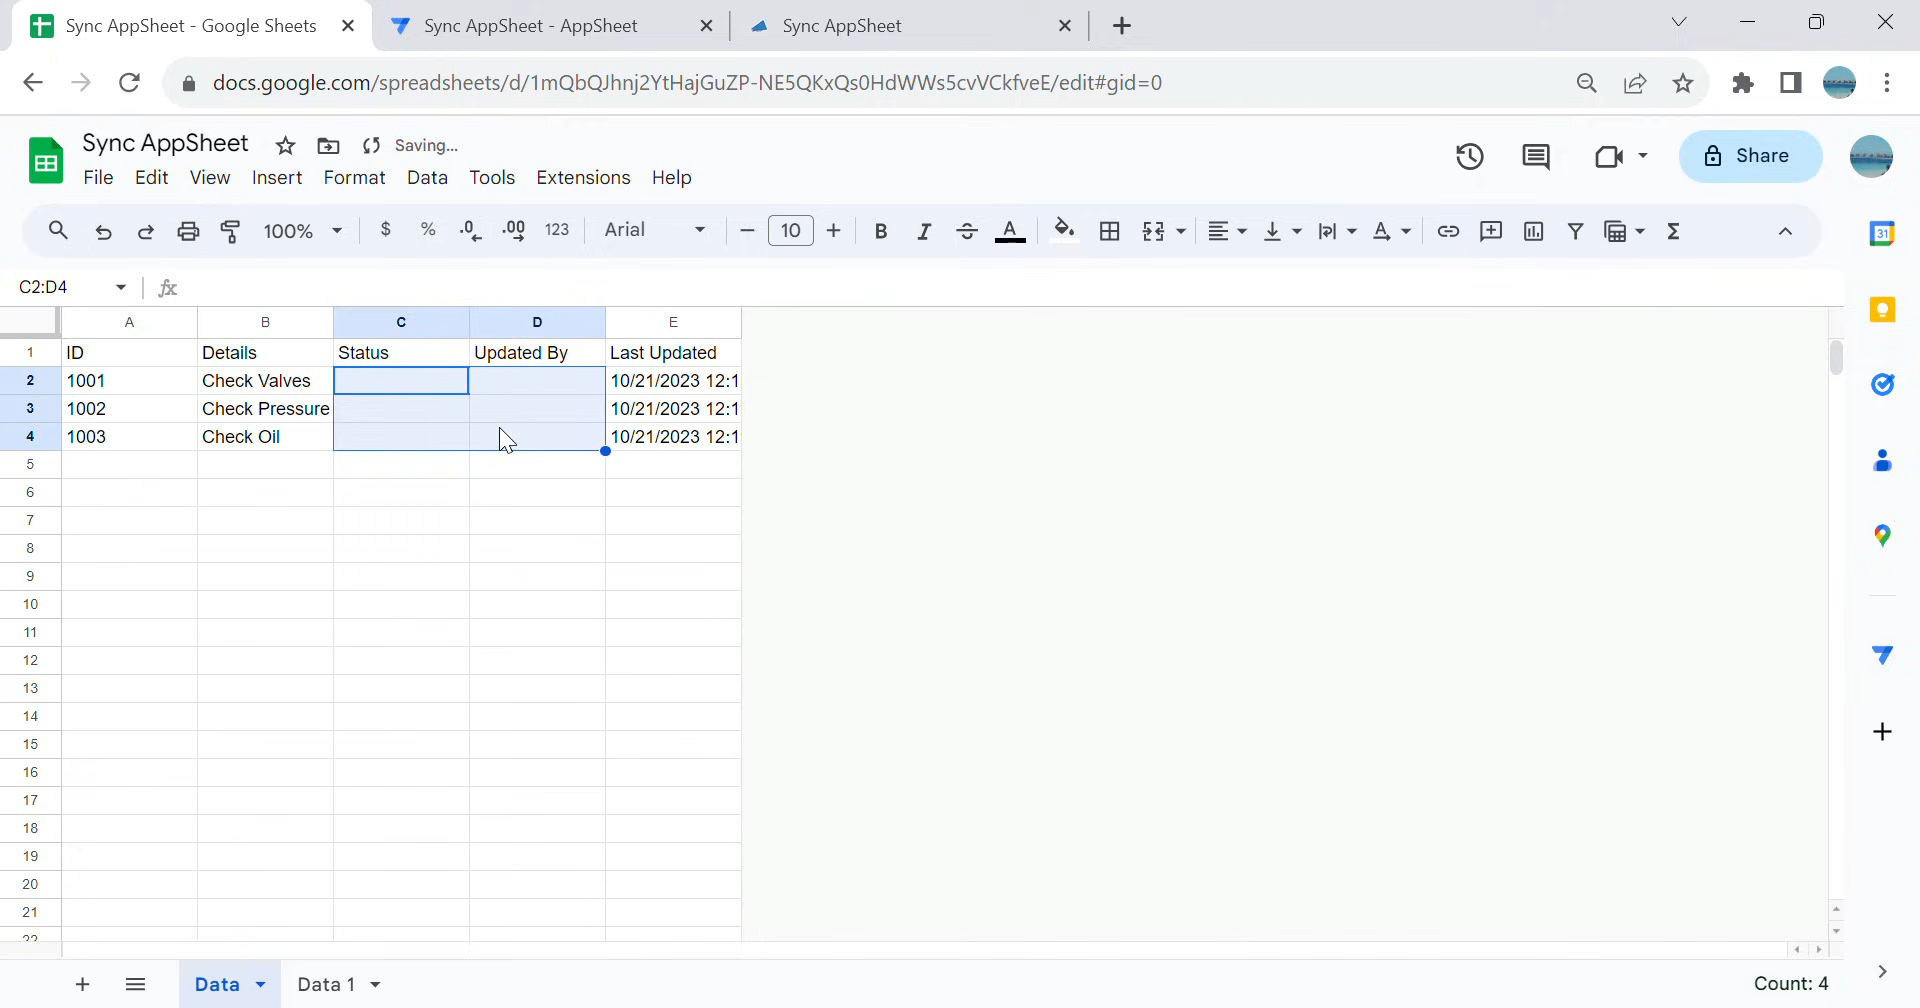 Sync AppSheet - Google Sheets
Sync AppSheet - AppSheet
Sync AppSheet
docs.google.com/spreadsheets/d/1mQbQJhnj2YtHajGuZP-NE5QKxQs0HdWWs5cvVCkfveE/edit#gid=0
Sync AppSheet
Saving...
File Edit View Insert Format Data Tools Extensions Help
Share
100% $ % .0 .00 123 Arial 10 B I A
C2:D4 fx
A B C D E
1 ID Details Status Updated By Last Updated
2 1001 Check Valves 10/21/2023 12:1
3 1002 Check Pressure 10/21/2023 12:1
4 1003 Check Oil 10/21/2023 12:1
5
6
7
8
9
10
11
12
13
14
15
16
17
18
19
20
21
22
31
Data Data 1 Count: 4